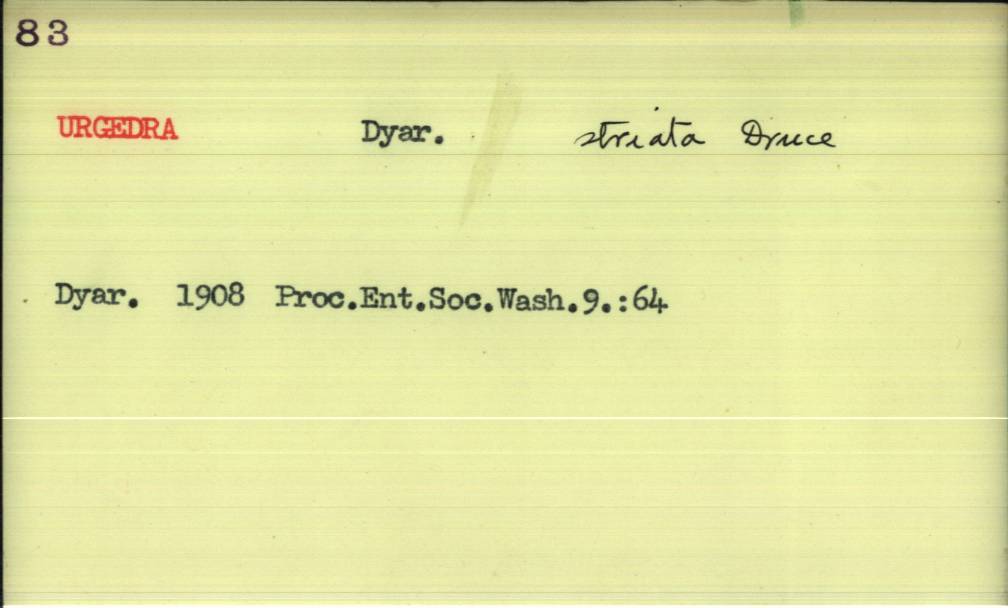 83
URGEDRA Dyar. striata Druce
Dyar. 1908 Proc.Ent.Soc.Wash.9.:64